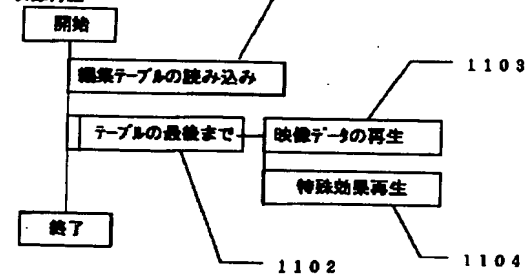 開始
編集テーブルの読み込み
1103
テーブルの最後まで
映像データの再生
特殊効果再生
終了
1102
1104